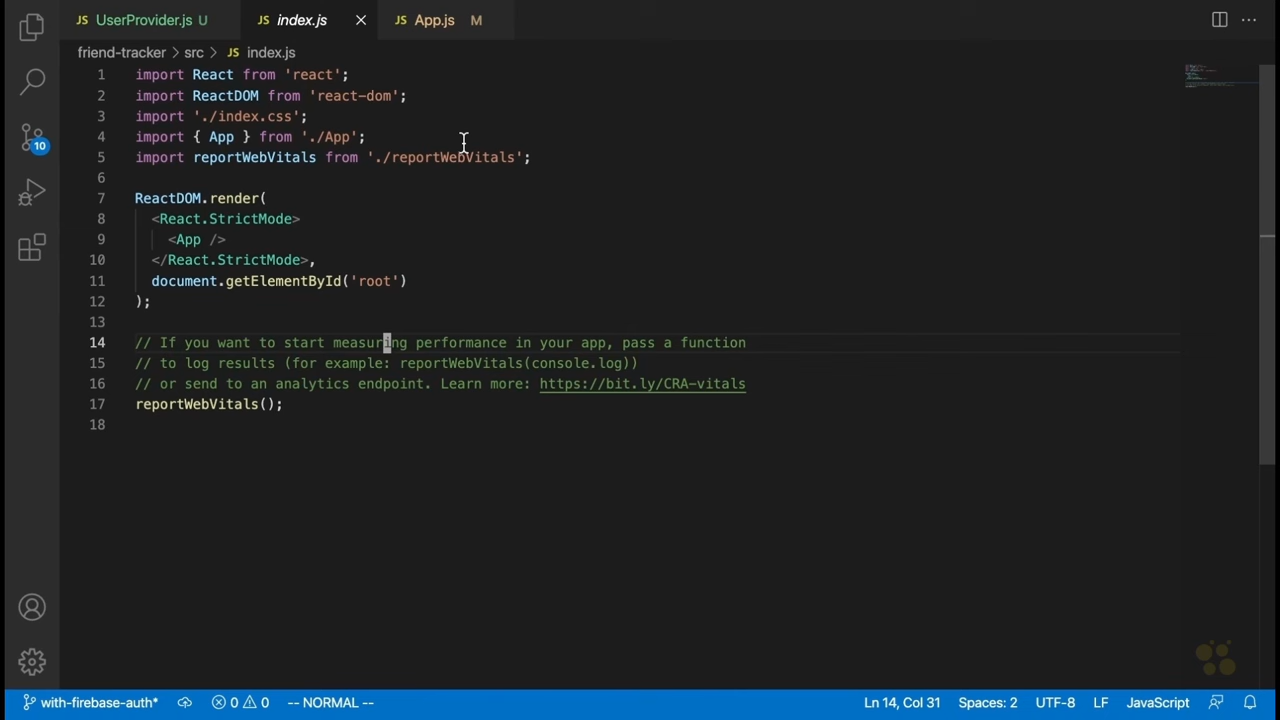 JS UserProvider.js U
JS index.js
JS App.js M
friend-tracker > src > JS index.js
1 import React from 'react';
2 import ReactDOM from 'react-dom';
3 import './index.css';
4 import { App } from './App';
5 import reportWebVitals from './reportWebVitals';
6
7 ReactDOM.render(
8 <React.StrictMode>
9 <App />
10 </React.StrictMode>,
11 document.getElementById('root')
12 );
13
14 // If you want to start measuring performance in your app, pass a function
15 // to log results (for example: reportWebVitals(console.log))
16 // or send to an analytics endpoint. Learn more: https://bit.ly/CRA-vitals
17 reportWebVitals();
18
10
with-firebase-auth* 0 0 -- NORMAL -- Ln 14, Col 31 Spaces: 2 UTF-8 LF JavaScript